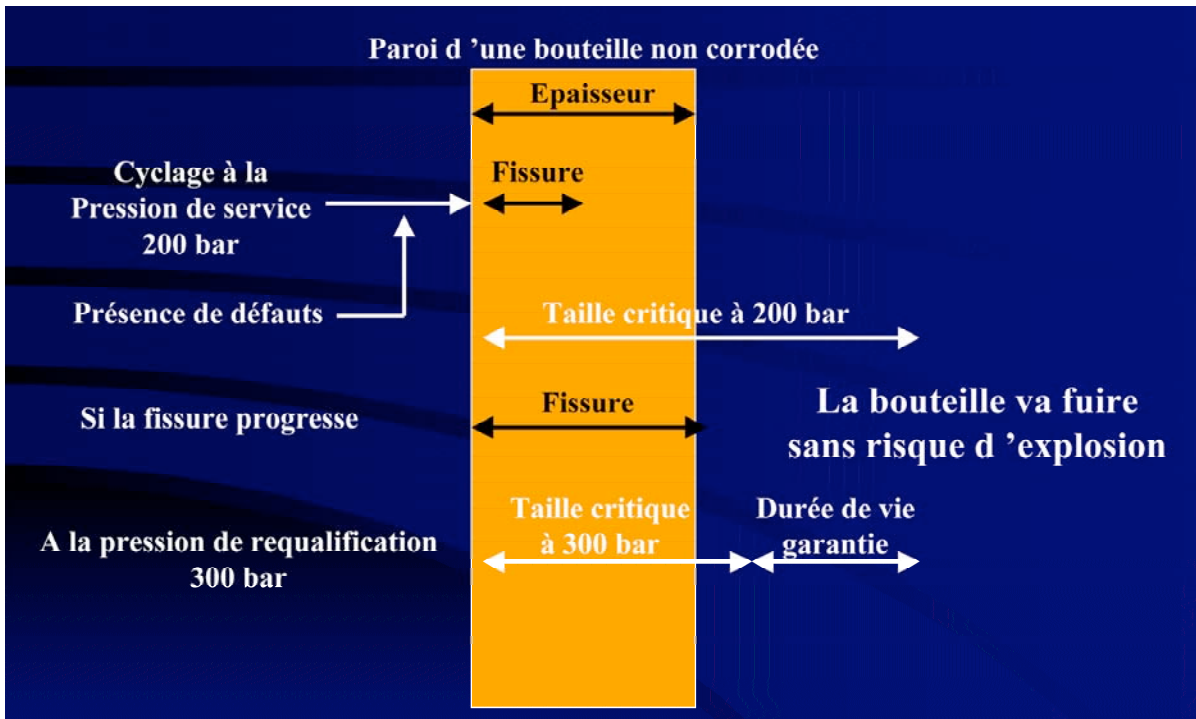 Paroi d ’une bouteille non corrodée
Epaisseur
Cyclage à la
Pression de service
200 bar
Fissure
Présence de défauts
Taille critique à 200 bar
Si la fissure progresse
Fissure
La bouteille va fuire
sans risque d ’explosion
A la pression de requalification
300 bar
Taille critique
à 300 bar
Durée de vie
garantie